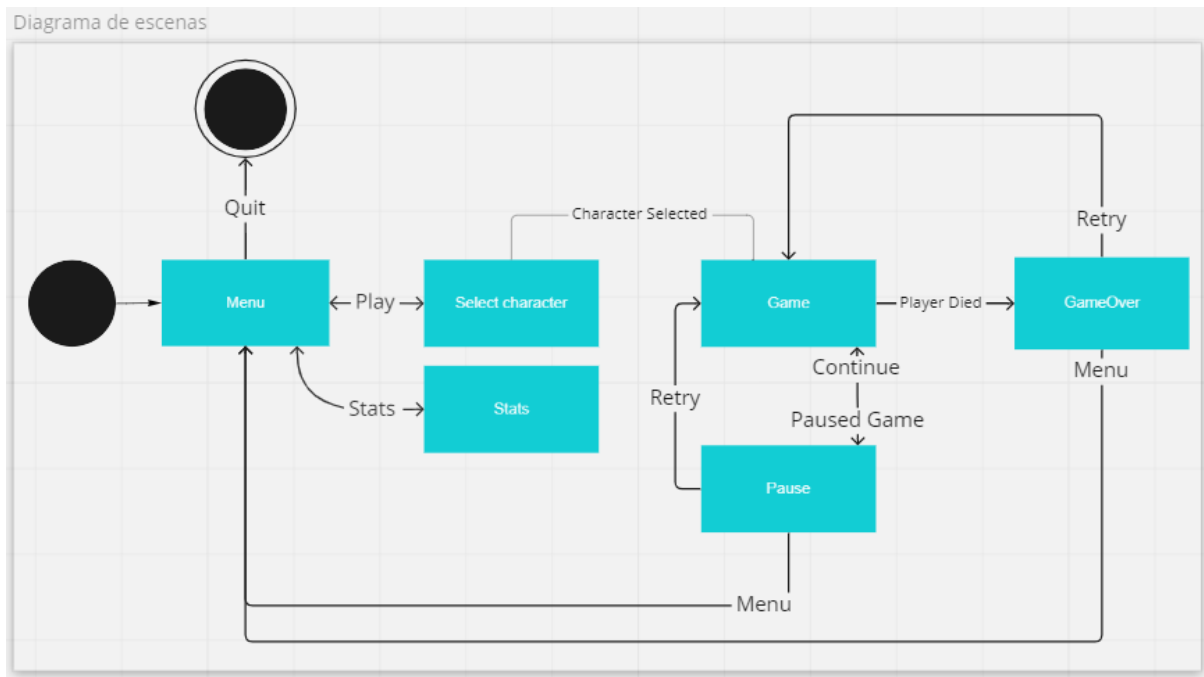 Diagrama de escenas
Quit
Character Selected
Retry
Menu
Play
Select character
Game
Player Died
GameOver
Continue
Menu
Retry
Stats
Stats
Paused Game
Pause
Menu